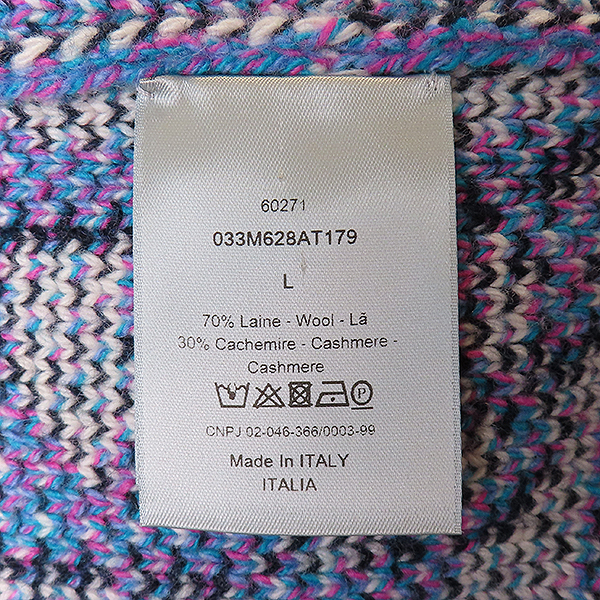 60271
033M628AT179
L
70% Laine - Wool - Lã
30% Cachemire - Cashmere -
Cashmere
P
CNPJ 02-046-366/0003-99
Made In ITALY
ITALIA